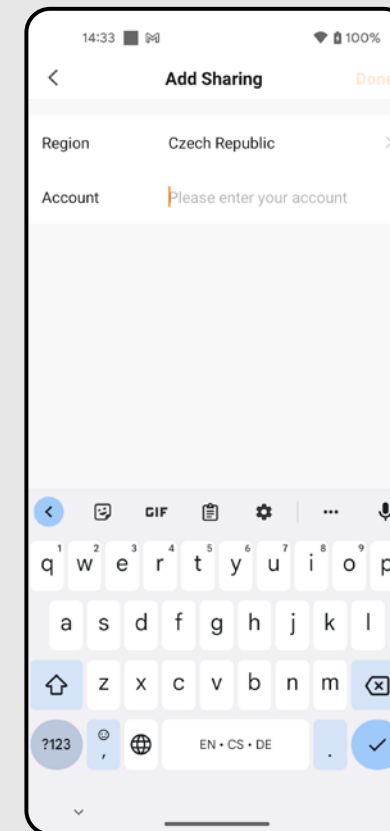 14:33 100%
Add Sharing Done
Region Czech Republic
Account Please enter your account
GIF
1 2 3 4 5 6 7 8 9
q w e r t y u i o p
a s d f g h j k l
z x c v b n m
?123 , EN • CS • DE .